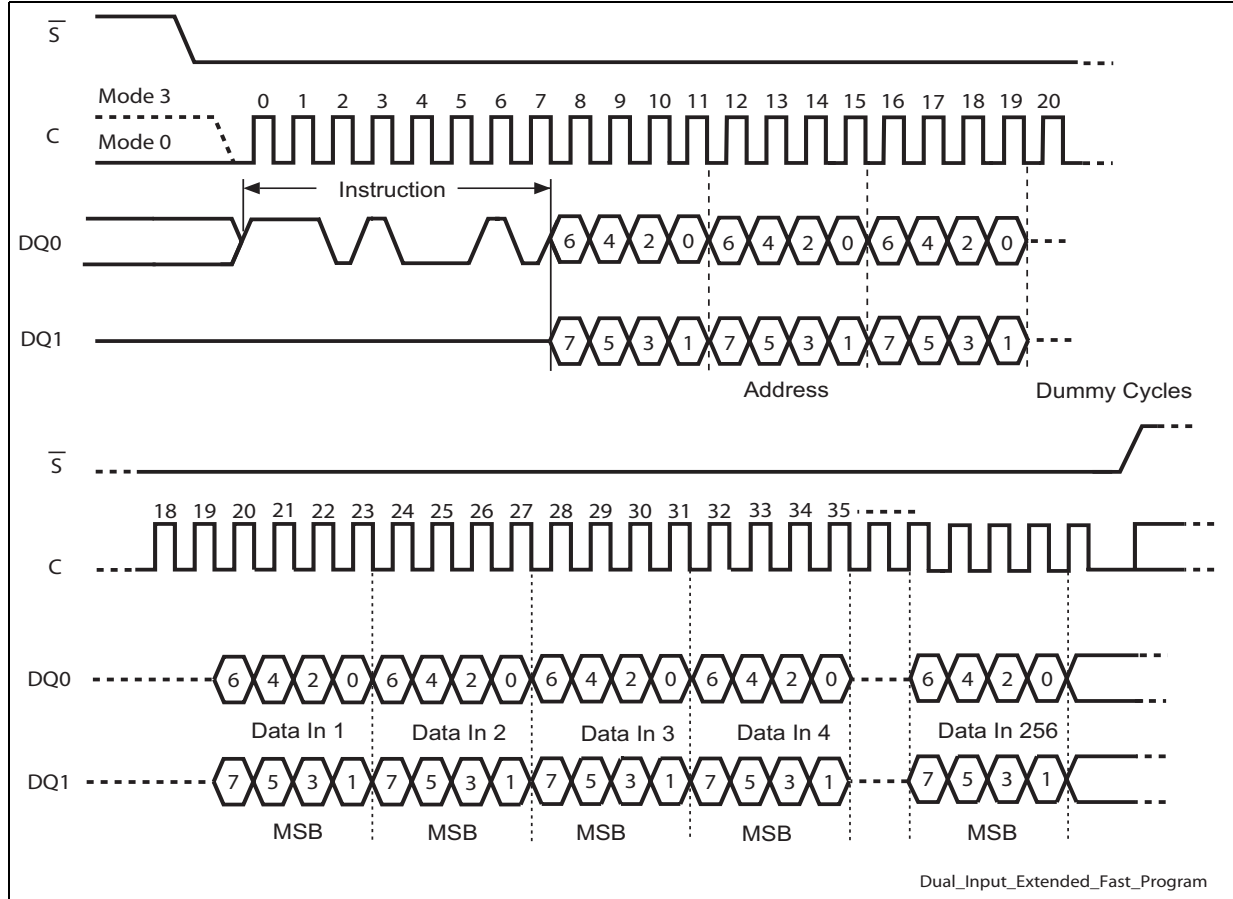 S
Mode 3
0 1 2 3 4 5 6 7 8 9 10 11 12 13 14 15 16 17 18 19 20
C
Mode 0
Instruction
DQ0
6 4 2 0 6 4 2 0 6 4 2 0
DQ1
7 5 3 1 7 5 3 1 7 5 3 1
Address
Dummy Cycles
S
18 19 20 21 22 23 24 25 26 27 28 29 30 31 32 33 34 35
C
DQ0
6 4 2 0 6 4 2 0 6 4 2 0 6 4 2 0 6 4 2 0
Data In 1 Data In 2 Data In 3 Data In 4 Data In 256
DQ1
7 5 3 1 7 5 3 1 7 5 3 1 7 5 3 1 7 5 3 1
MSB MSB MSB MSB MSB
Dual_Input_Extended_Fast_Program